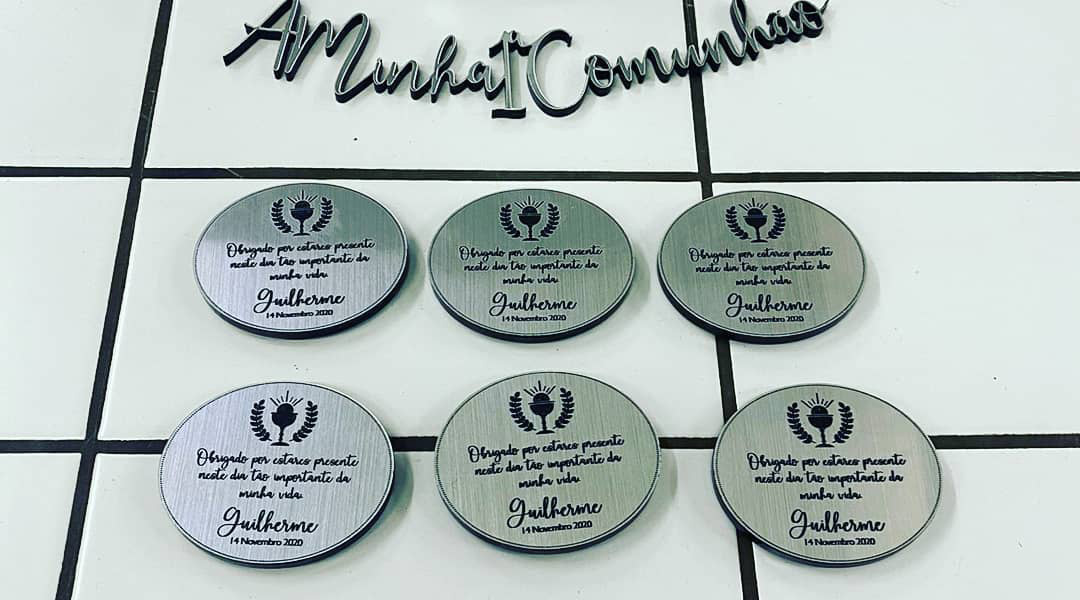 A Minha 1ª Comunhão
Obrigado por estares presente
neste dia tão importante da
minha vida.
Guilherme
14 Novembro 2020
Obrigado por estares presente
neste dia tão importante da
minha vida.
Guilherme
14 Novembro 2020
Obrigado por estares presente
neste dia tão importante da
minha vida.
Guilherme
14 Novembro 2020
Obrigado por estares presente
neste dia tão importante da
minha vida.
Guilherme
14 Novembro 2020
Obrigado por estares presente
neste dia tão importante da
minha vida.
Guilherme
14 Novembro 2020
Obrigado por estares presente
neste dia tão importante da
minha vida.
Guilherme
14 Novembro 2020